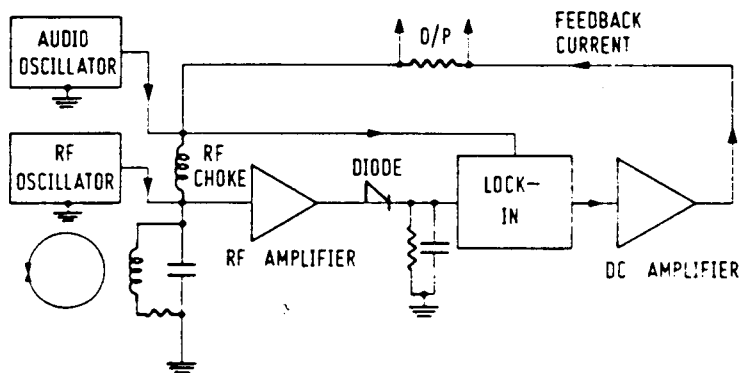 AUDIO
OSCILLATOR
O/P
FEEDBACK
CURRENT
RF
OSCILLATOR
RF
CHOKE
DIODE
LOCK-
IN
RF AMPLIFIER
DC AMPLIFIER